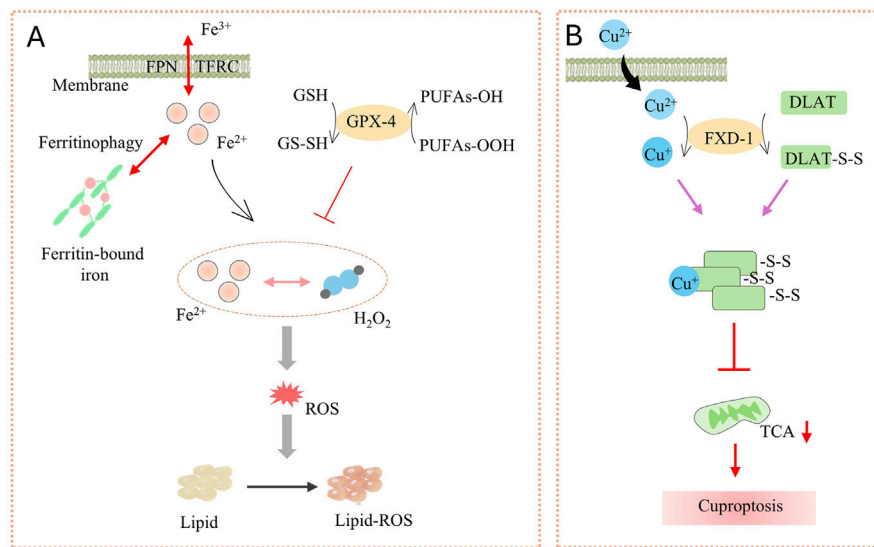 A
Fe³⁺
FPN TFRC
Membrane
Fe²⁺
Ferritinophagy
Ferritin-bound
iron
GSH
GS-SH
GPX-4
PUFAs-OH
PUFAs-OOH
Fe²⁺
H₂O₂
ROS
Lipid
Lipid-ROS
B
Cu²⁺
Cu²⁺
Cu⁺
FXD-1
DLAT
DLAT-S-S
Cu⁺
-S-S
-S-S
-S-S
TCA
Cuproptosis